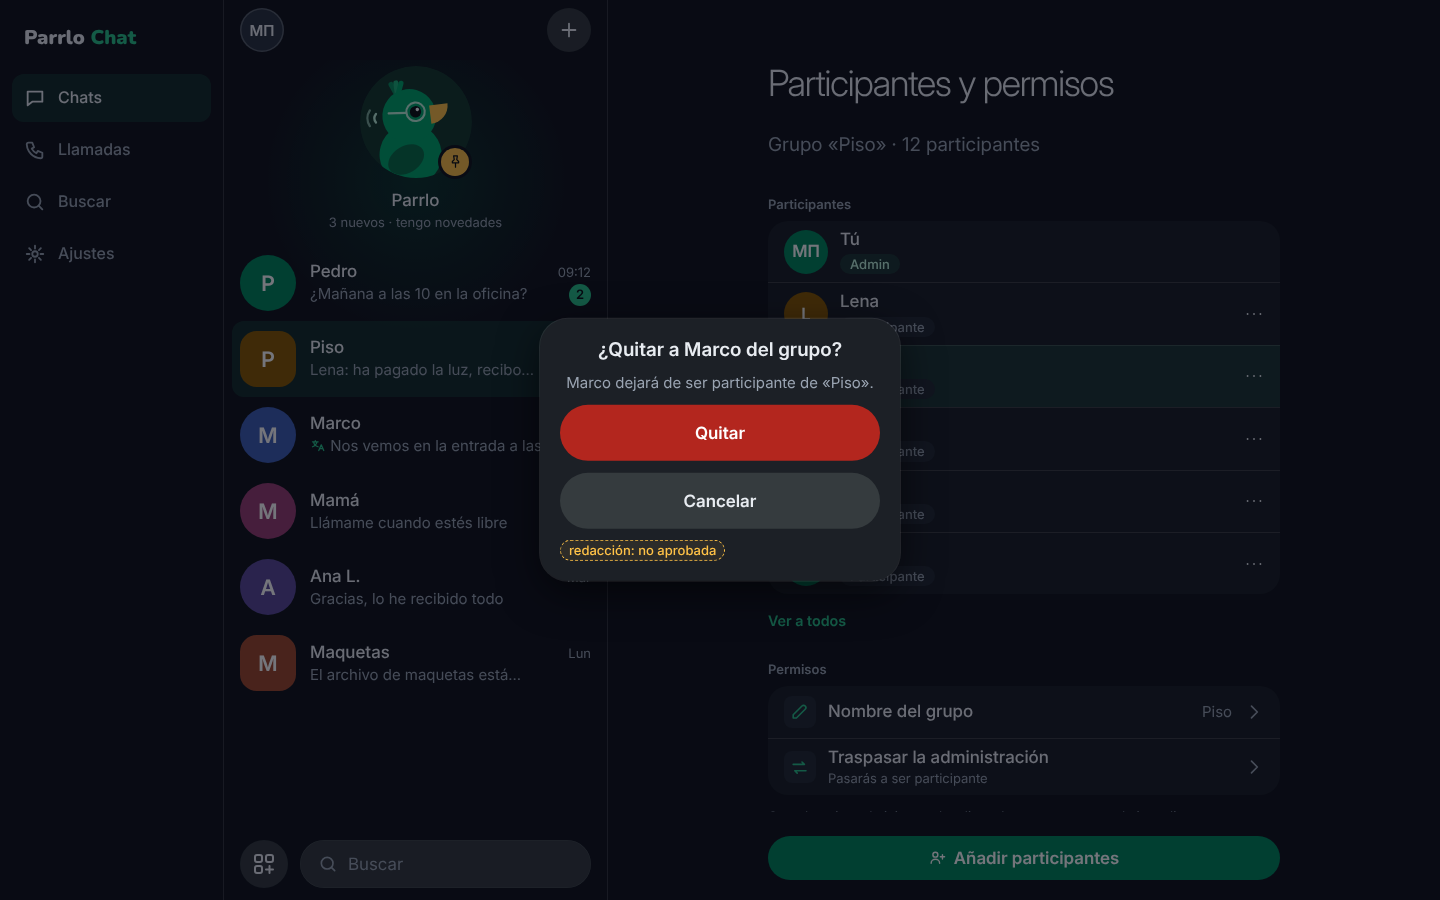 Parrlo Chat
Chats
Llamadas
Buscar
Ajustes
МП
Parrlo
3 nuevos · tengo novedades
P
Pedro
09:12
¿Mañana a las 10 en la oficina?
2
P
Piso
Lena: ha pagado la luz, recibo...
M
Marco
Nos vemos en la entrada a las
M
Mamá
Llámame cuando estés libre
A
Ana L.
Gracias, lo he recibido todo
M
Maquetas
Lun
El archivo de maquetas está...
Buscar
Participantes y permisos
Grupo «Piso» · 12 participantes
Participantes
МП
Tú
Admin
Lena
¿Quitar a Marco del grupo?
Marco dejará de ser participante de «Piso».
Quitar
Cancelar
redacción: no aprobada
Ver a todos
Permisos
Nombre del grupo
Piso
Traspasar la administración
Pasarás a ser participante
Añadir participantes